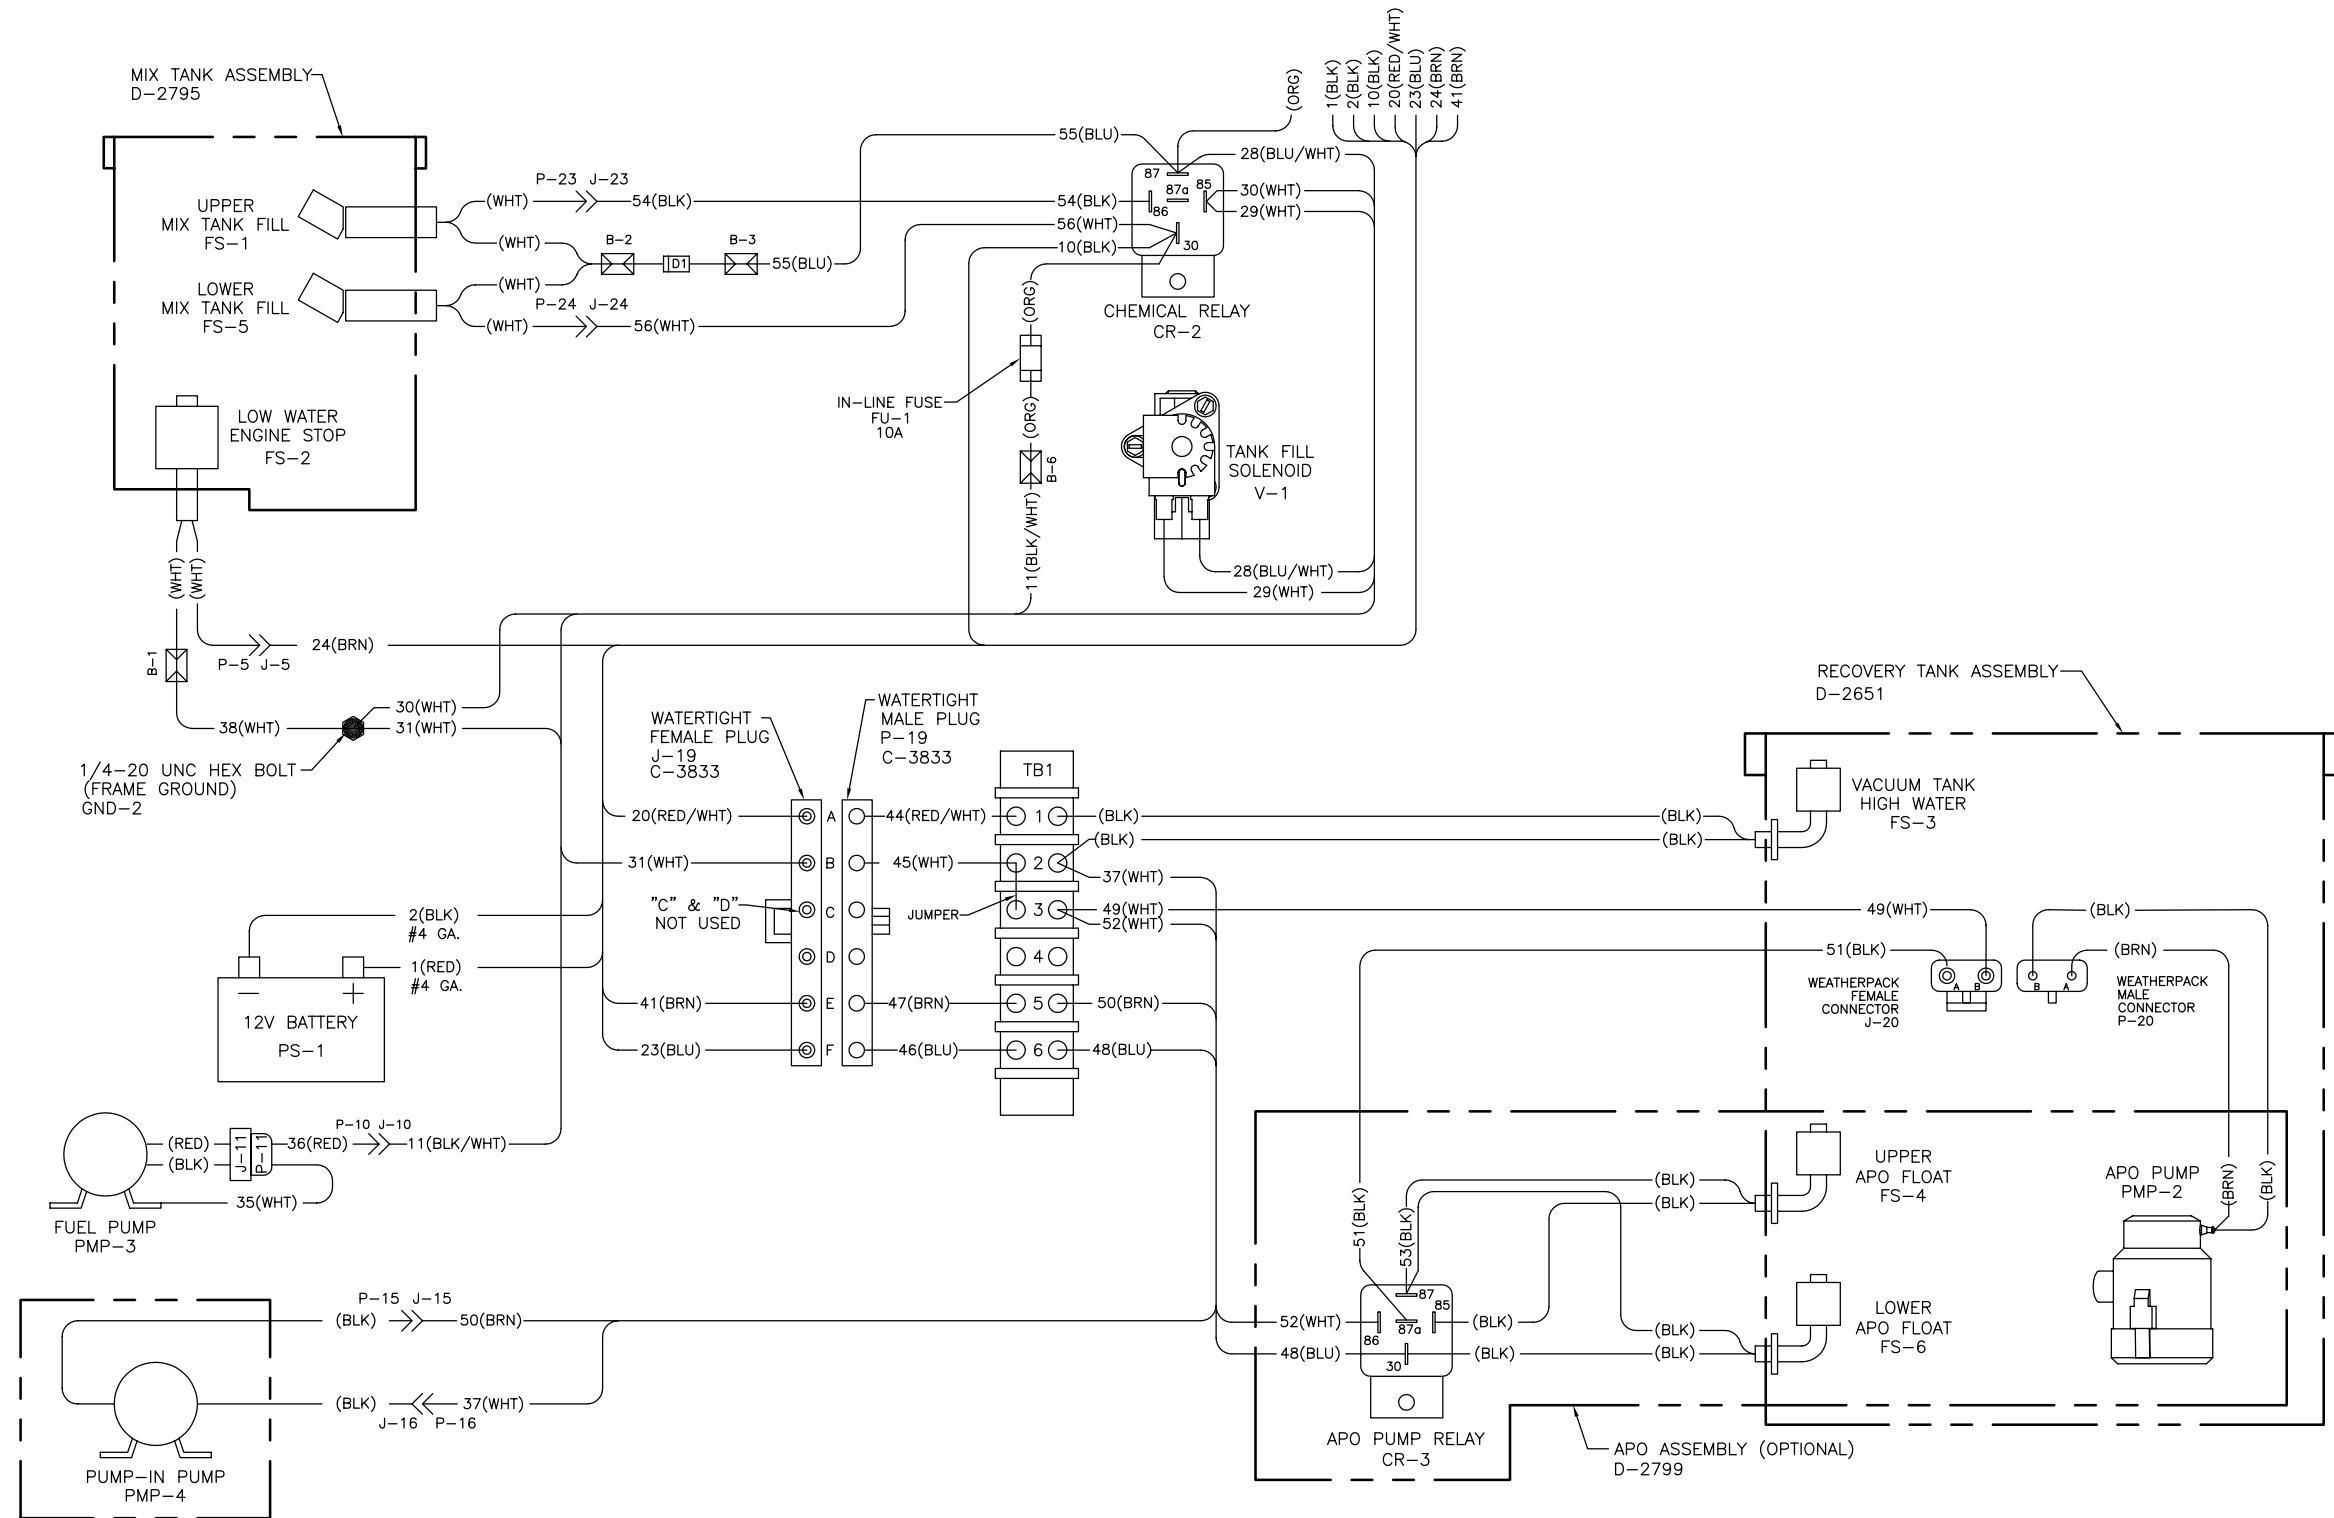 MIX TANK ASSEMBLY
D-2795
UPPER
MIX TANK FILL
FS-1
LOWER
MIX TANK FILL
FS-5
LOW WATER
ENGINE STOP
FS-2
(WHT)
P-23 J-23
54(BLK)
(WHT)
B-2
D1
B-3
55(BLU)
(WHT)
P-24 J-24
(WHT)
56(WHT)
55(BLU)
54(BLK)
56(WHT)
10(BLK)
87
87a
85
86
30
(ORG)
28(BLU/WHT)
30(WHT)
29(WHT)
1(BLK)
2(BLK)
10(BLK)
20(RED/WHT)
23(BLU)
24(BRN)
41(BRN)
CHEMICAL RELAY
CR-2
(ORG)
IN-LINE FUSE
FU-1
10A
(ORG)
B-6
11(BLK/WHT)
TANK FILL
SOLENOID
V-1
28(BLU/WHT)
29(WHT)
(WHT)
(WHT)
B-1
P-5 J-5
24(BRN)
38(WHT)
30(WHT)
31(WHT)
1/4-20 UNC HEX BOLT
(FRAME GROUND)
GND-2
WATERTIGHT
FEMALE PLUG
J-19
C-3833
WATERTIGHT
MALE PLUG
P-19
C-3833
TB1
20(RED/WHT)
A
44(RED/WHT)
1
(BLK)
(BLK)
31(WHT)
B
45(WHT)
2
(BLK)
(BLK)
37(WHT)
"C" & "D"
NOT USED
C
JUMPER
3
49(WHT)
52(WHT)
49(WHT)
D
4
41(BRN)
E
47(BRN)
5
50(BRN)
23(BLU)
F
46(BLU)
6
48(BLU)
2(BLK)
#4 GA.
1(RED)
#4 GA.
12V BATTERY
PS-1
RECOVERY TANK ASSEMBLY
D-2651
VACUUM TANK
HIGH WATER
FS-3
51(BLK)
(BLK)
(BRN)
A B
B A
WEATHERPACK
FEMALE
CONNECTOR
J-20
WEATHERPACK
MALE
CONNECTOR
P-20
(RED)
(BLK)
J-11
P-11
36(RED)
P-10 J-10
11(BLK/WHT)
35(WHT)
FUEL PUMP
PMP-3
P-15 J-15
(BLK)
50(BRN)
(BLK)
J-16 P-16
37(WHT)
PUMP-IN PUMP
PMP-4
51(BLK)
53(BLK)
(BLK)
(BLK)
UPPER
APO FLOAT
FS-4
APO PUMP
PMP-2
(BRN)
(BLK)
52(WHT)
87
85
86
87a
30
(BLK)
48(BLU)
(BLK)
(BLK)
(BLK)
LOWER
APO FLOAT
FS-6
APO PUMP RELAY
CR-3
APO ASSEMBLY (OPTIONAL)
D-2799